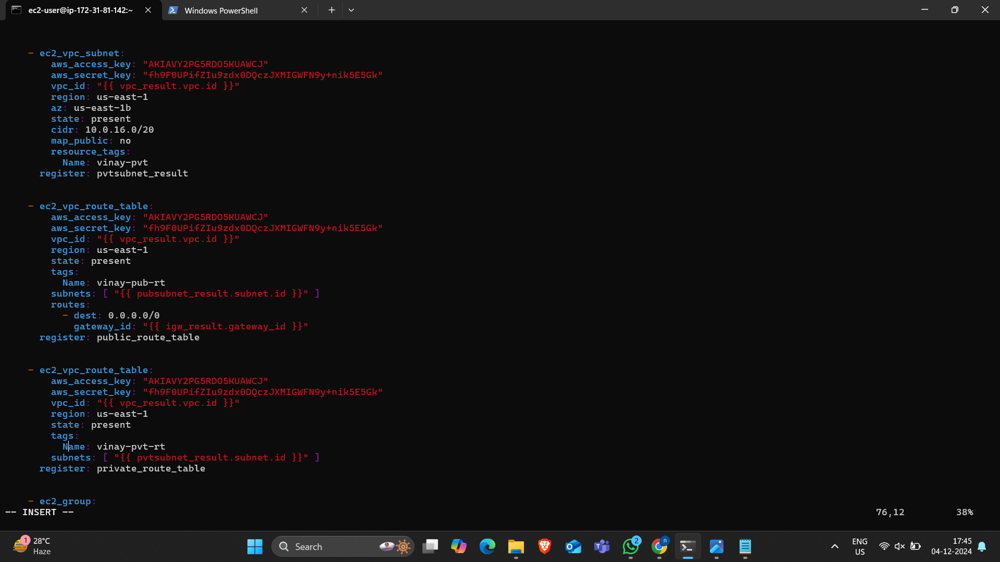 ec2-user@ip-172-31-81-142:~
Windows PowerShell
- ec2_vpc_subnet:
aws_access_key: "AKIAVY2PG5RDO5KUAWCJ"
aws_secret_key: "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"
vpc_id: "{{ vpc_result.vpc.id }}"
region: us-east-1
az: us-east-1b
state: present
cidr: 10.0.16.0/20
map_public: no
resource_tags:
Name: vinay-pvt
register: pvtsubnet_result
- ec2_vpc_route_table:
aws_access_key: "AKIAVY2PG5RDO5KUAWCJ"
aws_secret_key: "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"
vpc_id: "{{ vpc_result.vpc.id }}"
region: us-east-1
state: present
tags:
Name: vinay-pub-rt
subnets: [ "{{ pubsubnet_result.subnet.id }}" ]
routes:
- dest: 0.0.0.0/0
gateway_id: "{{ igw_result.gateway_id }}"
register: public_route_table
- ec2_vpc_route_table:
aws_access_key: "AKIAVY2PG5RDO5KUAWCJ"
aws_secret_key: "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"
vpc_id: "{{ vpc_result.vpc.id }}"
region: us-east-1
state: present
tags:
Name: vinay-pvt-rt
subnets: [ "{{ pvtsubnet_result.subnet.id }}" ]
register: private_route_table
- ec2_group:
-- INSERT -- 76,12 38%
1
28°C
Haze
Search
2
n
ENG
US
17:45
04-12-2024